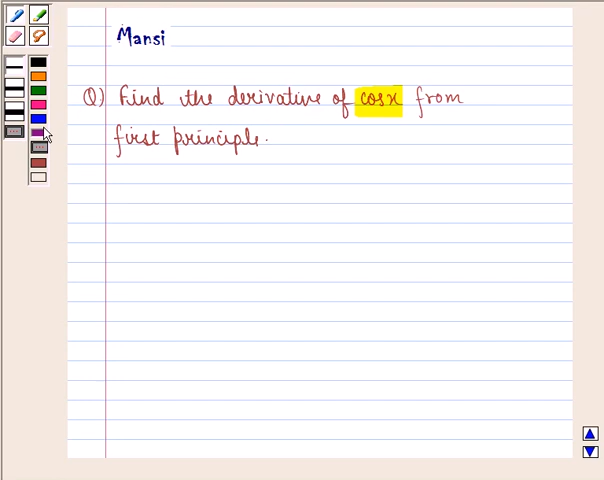 Mansi
Q) Find the derivative of cosx from
first principle.